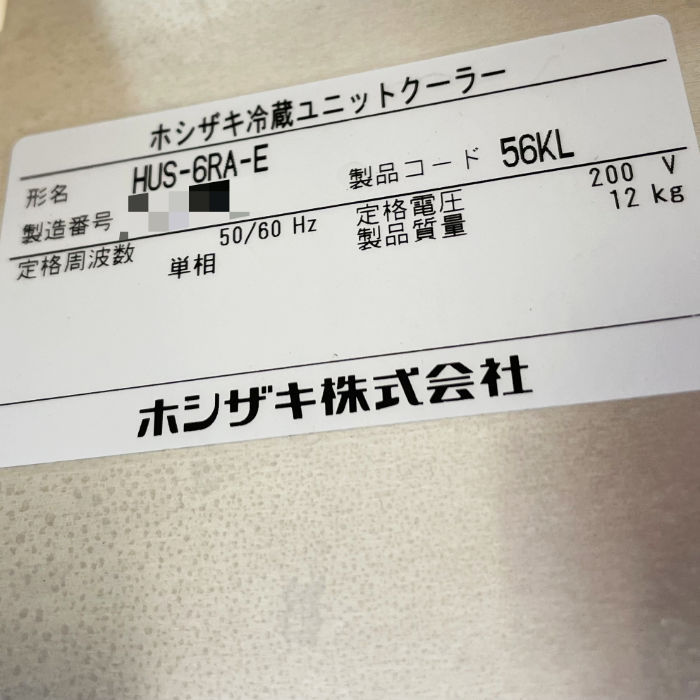 ホシザキ冷蔵ユニットクーラー
形名 HUS-6RA-E 製品コード 56KL
製造番号
定格電圧 200 V
定格周波数 50/60 Hz 製品質量 12 kg
単相
ホシザキ株式会社